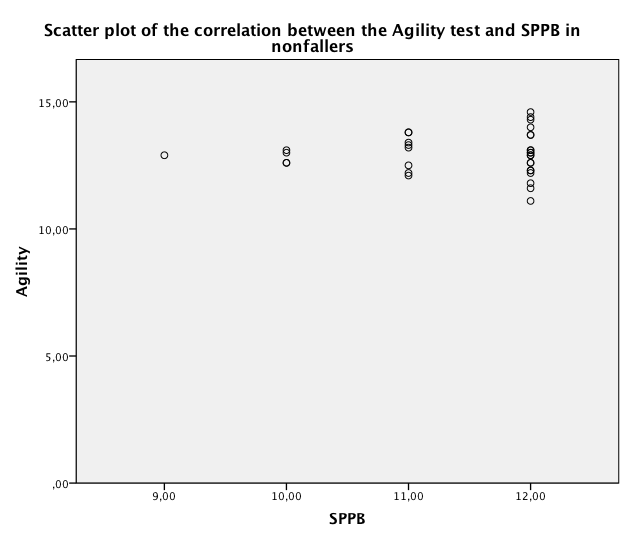 Scatter plot of the correlation between the Agility test and SPPB in
nonfallers
15,00
10,00
5,00
,00
Agility
9,00 10,00 11,00 12,00
SPPB